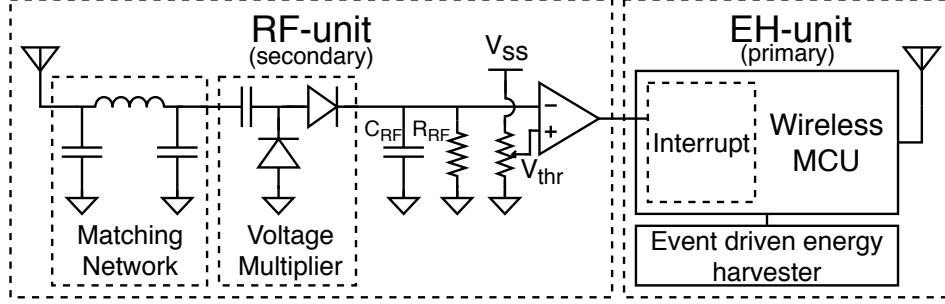 RF-unit
(secondary)
EH-unit
(primary)
V_SS
C_RF
R_RF
−
+
V_thr
Interrupt
Wireless
MCU
Matching
Network
Voltage
Multiplier
Event driven energy
harvester